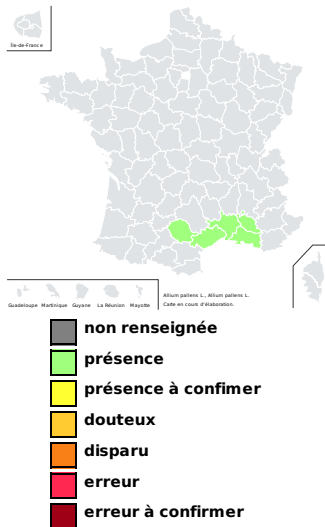 Île-de-France
Guadeloupe Martinique Guyane La Réunion Mayotte
Allium pallens L., Allium pallens L.
Carte en cours d'élaboration.
non renseignée
présence
présence à confimer
douteux
disparu
erreur
erreur à confirmer